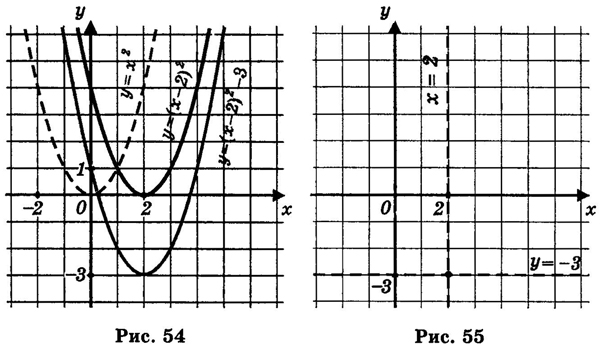 y
y = x²
y=(x−2)²
y=(x−2)²−3
1
−2
0
2
x
−3
Рис. 54
y
x = 2
0
2
x
y=−3
−3
Рис. 55